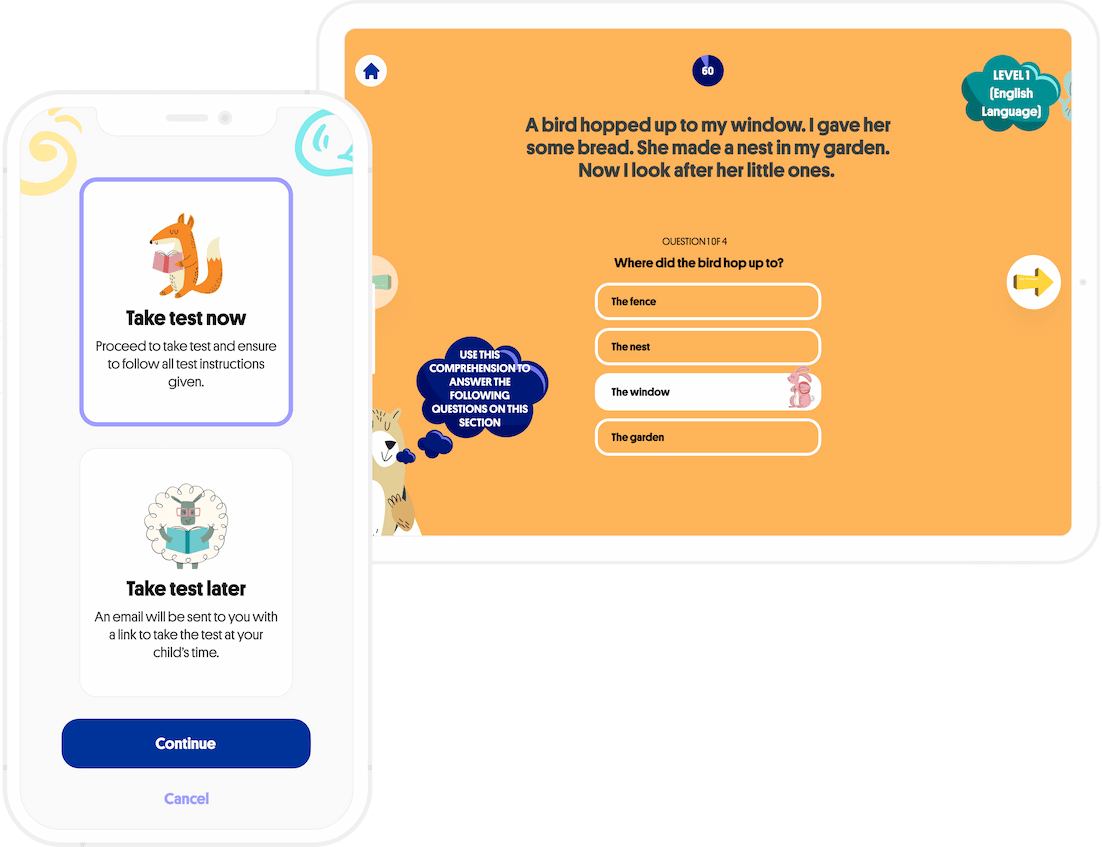 Take test now
Proceed to take test and ensure
to follow all test instructions
given.
Take test later
An email will be sent to you with
a link to take the test at your
child's time.
Continue
Cancel
60
LEVEL 1
(English
Language)
A bird hopped up to my window. I gave her
some bread. She made a nest in my garden.
Now I look after her little ones.
QUESTION 1 OF 4
Where did the bird hop up to?
The fence
The nest
The window
The garden
USE THIS
COMPREHENSION TO
ANSWER THE
FOLLOWING
QUESTIONS ON THIS
SECTION